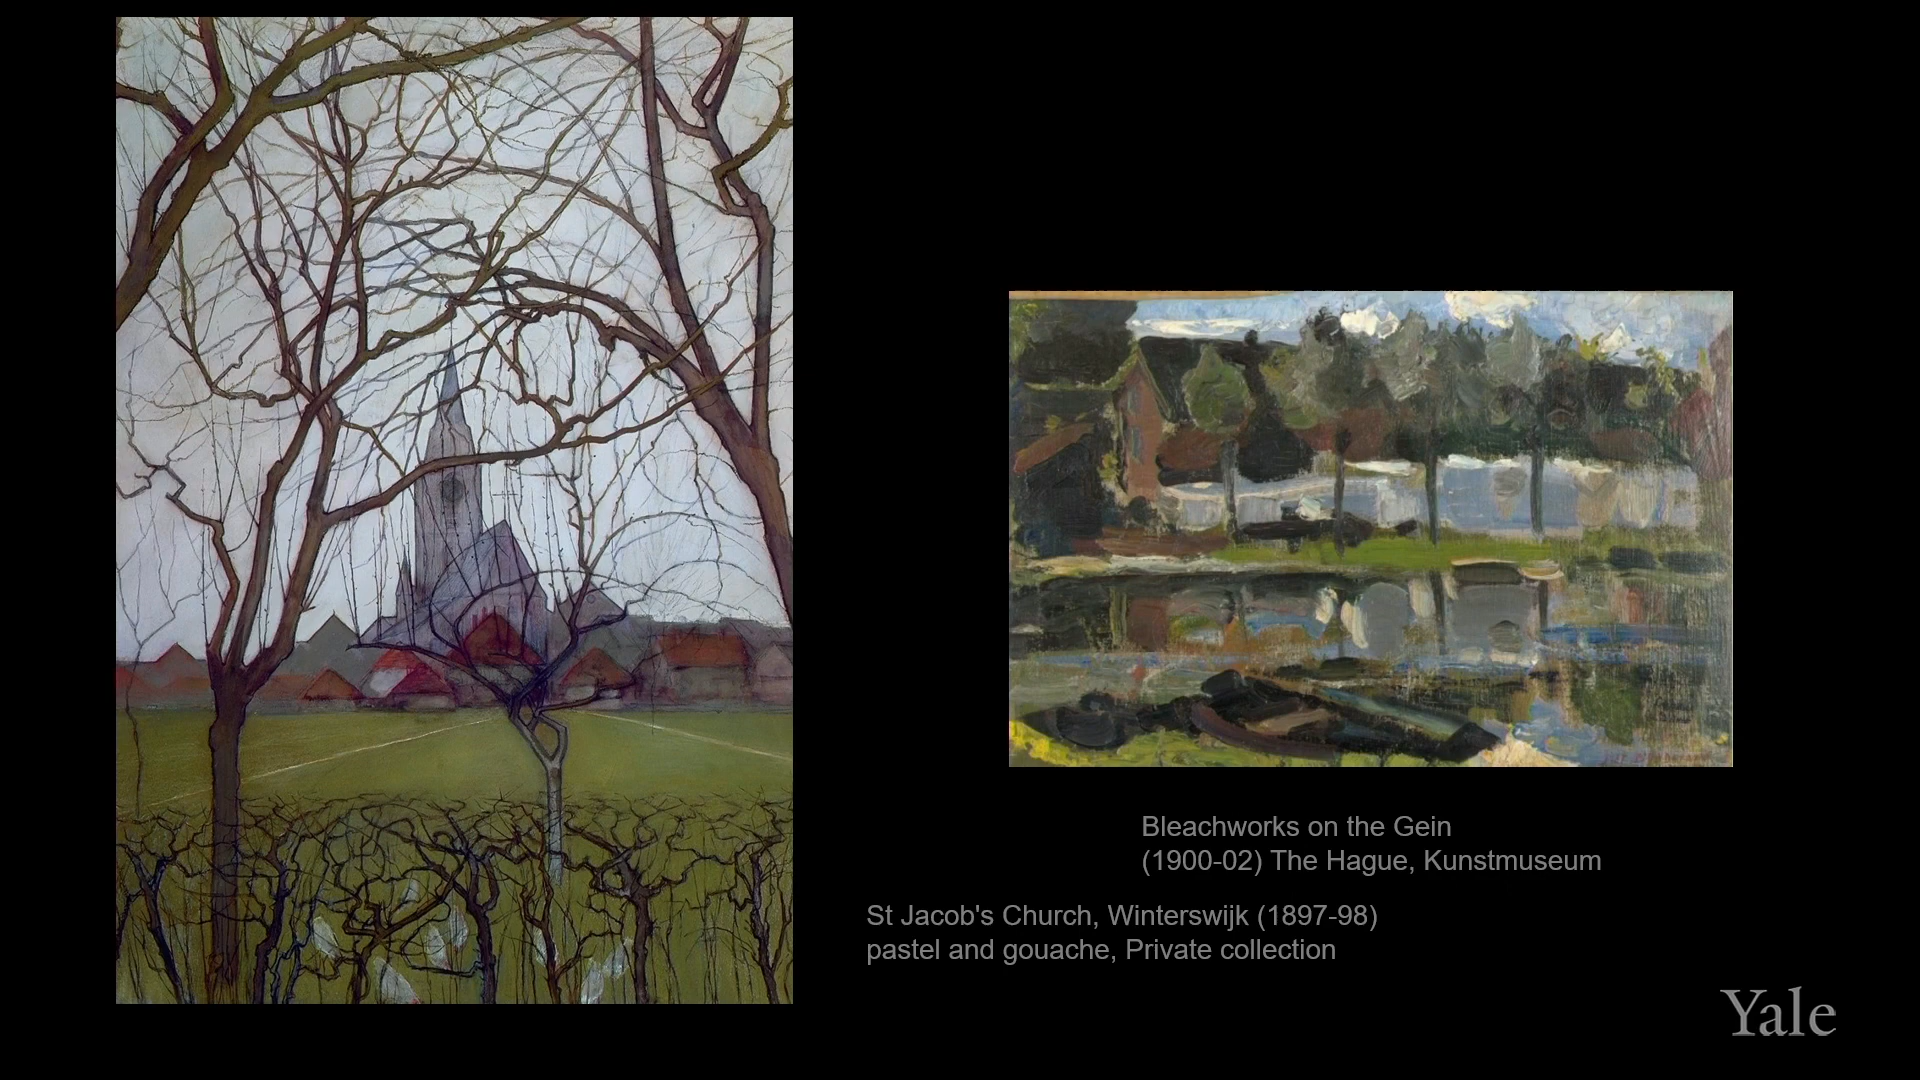 Bleachworks on the Gein
(1900-02) The Hague, Kunstmuseum
St Jacob's Church, Winterswijk (1897-98)
pastel and gouache, Private collection
Yale